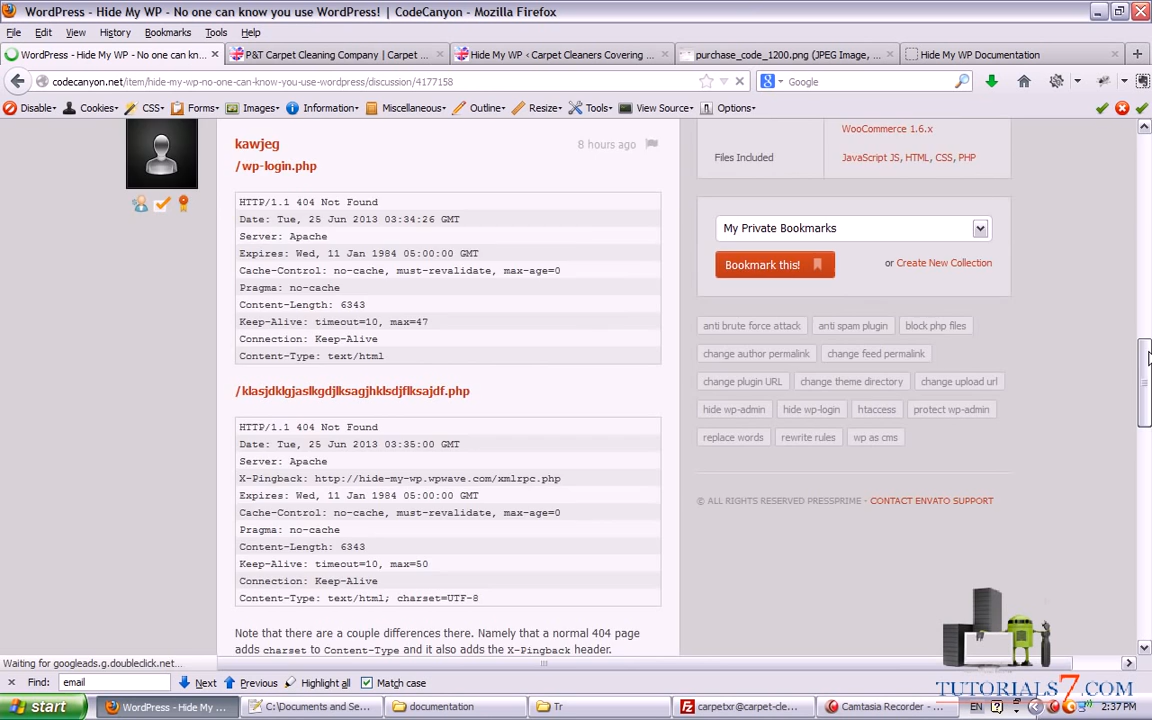 WordPress - Hide My WP - No one can know you use WordPress! | CodeCanyon - Mozilla Firefox
File Edit View History Bookmarks Tools Help
WordPress - Hide My WP - No one can kn...
P&T Carpet Cleaning Company | Carpet ...
Hide My WP ‹ Carpet Cleaners Covering ...
purchase_code_1200.png (JPEG Image, ...
Hide My WP Documentation
codecanyon.net/item/hide-my-wp-no-one-can-know-you-use-wordpress/discussion/4177158
Google
Disable Cookies CSS Forms Images Information Miscellaneous Outline Resize Tools View Source Options
kawjeg 8 hours ago
/wp-login.php
HTTP/1.1 404 Not Found
Date: Tue, 25 Jun 2013 03:34:26 GMT
Server: Apache
Expires: Wed, 11 Jan 1984 05:00:00 GMT
Cache-Control: no-cache, must-revalidate, max-age=0
Pragma: no-cache
Content-Length: 6343
Keep-Alive: timeout=10, max=47
Connection: Keep-Alive
Content-Type: text/html
/klasjdklgjaslkgdjlksagjhklsdjflksajdf.php
HTTP/1.1 404 Not Found
Date: Tue, 25 Jun 2013 03:35:00 GMT
Server: Apache
X-Pingback: http://hide-my-wp.wpwave.com/xmlrpc.php
Expires: Wed, 11 Jan 1984 05:00:00 GMT
Cache-Control: no-cache, must-revalidate, max-age=0
Pragma: no-cache
Content-Length: 6343
Keep-Alive: timeout=10, max=50
Connection: Keep-Alive
Content-Type: text/html; charset=UTF-8
Note that there are a couple differences there. Namely that a normal 404 page
adds charset to Content-Type and it also adds the X-Pingback header.
WooCommerce 1.6.x
Files Included JavaScript JS, HTML, CSS, PHP
My Private Bookmarks
Bookmark this! or Create New Collection
anti brute force attack anti spam plugin block php files
change author permalink change feed permalink
change plugin URL change theme directory change upload url
hide wp-admin hide wp-login htaccess protect wp-admin
replace words rewrite rules wp as cms
© ALL RIGHTS RESERVED PRESSPRIME - CONTACT ENVATO SUPPORT
Waiting for googleads.g.doubleclick.net...
Find: email Next Previous Highlight all Match case
TUTORIALS7.COM
start WordPress - Hide My ... C:\Documents and Se... documentation Tr carpetxr@carpet-cle... Camtasia Recorder - ... EN 2:37 PM